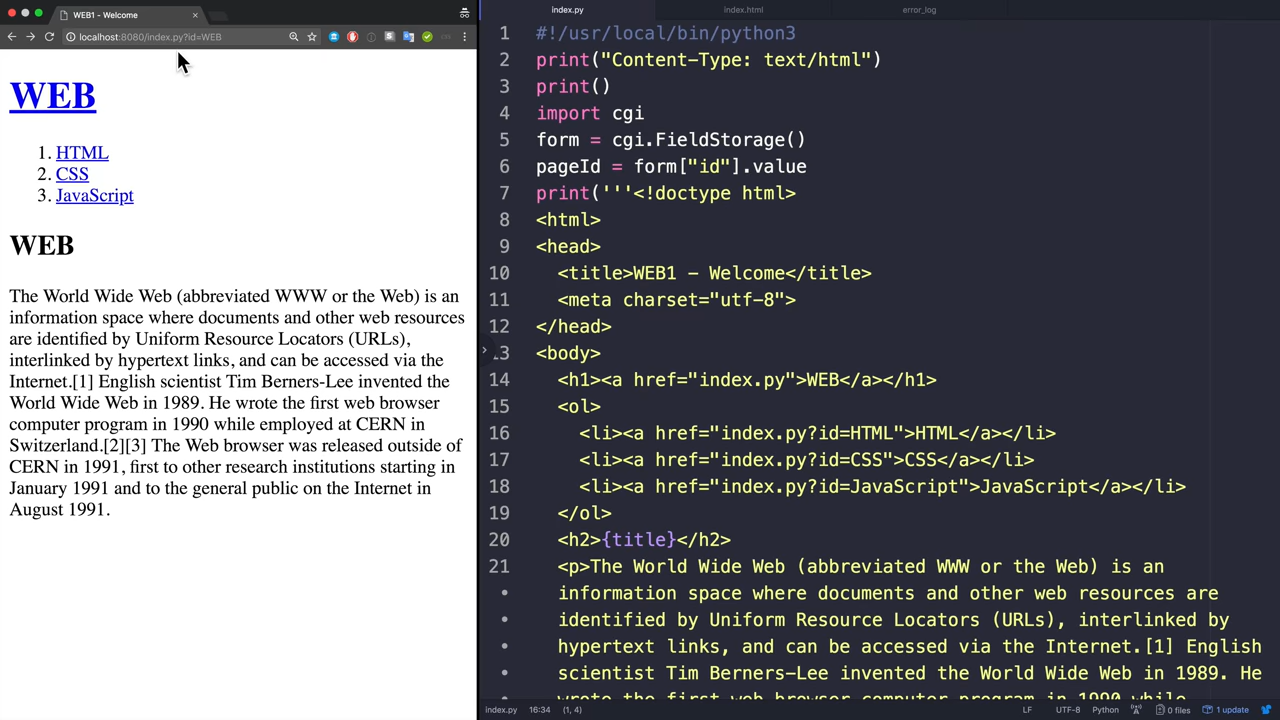 WEB1 - Welcome
localhost:8080/index.py?id=WEB
WEB
1. HTML
2. CSS
3. JavaScript
WEB
The World Wide Web (abbreviated WWW or the Web) is an
information space where documents and other web resources
are identified by Uniform Resource Locators (URLs),
interlinked by hypertext links, and can be accessed via the
Internet.[1] English scientist Tim Berners-Lee invented the
World Wide Web in 1989. He wrote the first web browser
computer program in 1990 while employed at CERN in
Switzerland.[2][3] The Web browser was released outside of
CERN in 1991, first to other research institutions starting in
January 1991 and to the general public on the Internet in
August 1991.
index.py index.html error_log
1 #!/usr/local/bin/python3
2 print("Content-Type: text/html")
3 print()
4 import cgi
5 form = cgi.FieldStorage()
6 pageId = form["id"].value
7 print('''<!doctype html>
8 <html>
9 <head>
10 <title>WEB1 - Welcome</title>
11 <meta charset="utf-8">
12 </head>
13 <body>
14 <h1><a href="index.py">WEB</a></h1>
15 <ol>
16 <li><a href="index.py?id=HTML">HTML</a></li>
17 <li><a href="index.py?id=CSS">CSS</a></li>
18 <li><a href="index.py?id=JavaScript">JavaScript</a></li>
19 </ol>
20 <h2>{title}</h2>
21 <p>The World Wide Web (abbreviated WWW or the Web) is an
• information space where documents and other web resources are
• identified by Uniform Resource Locators (URLs), interlinked by
• hypertext links, and can be accessed via the Internet.[1] English
• scientist Tim Berners-Lee invented the World Wide Web in 1989. He
• wrote the first web browser computer program in 1990 while
index.py 16:34 (1, 4) LF UTF-8 Python 0 files 1 update